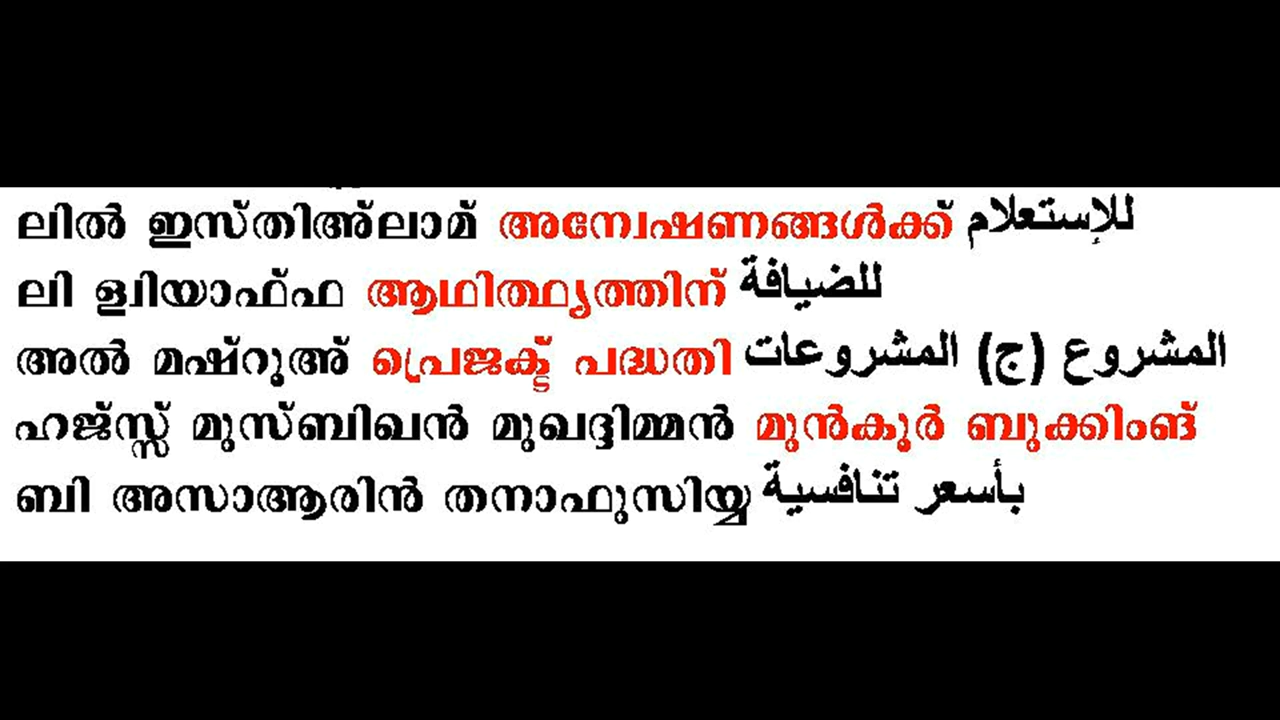 ലിൽ ഇസ്തിഅ്ലാമ് അന്വേഷണങ്ങൾക്ക് للإستعلام
ലി ള്വിയാഫ്ഫ ആഥിത്ഥ്യത്തിന് للضيافة
അൽ മഷ്റൂഅ് പ്രെജക്ട് പദ്ധതി المشروع (ج) المشروعات
ഹജ്സ്സ് മുസ്ബിഖൻ മുഖദ്ദിമ്മൻ മുൻകൂർ ബുക്കിംങ്
ബി അസാആരിൻ തനാഫുസിയ്യ بأسعر تنافسية